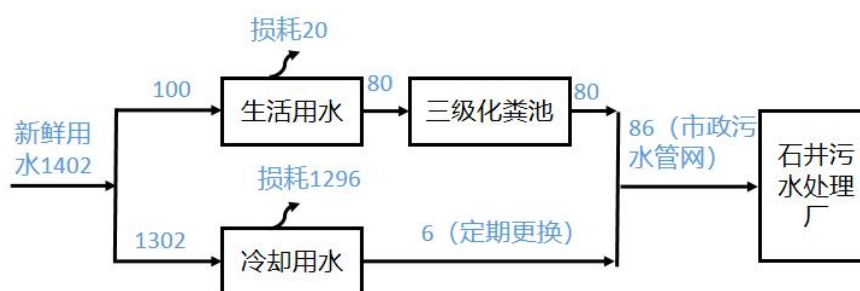 损耗20
100
生活用水
80
三级化粪池
80
新鲜用
水1402
86（市政污
水管网）
石井污
水处理
厂
损耗1296
1302
冷却用水
6（定期更换）